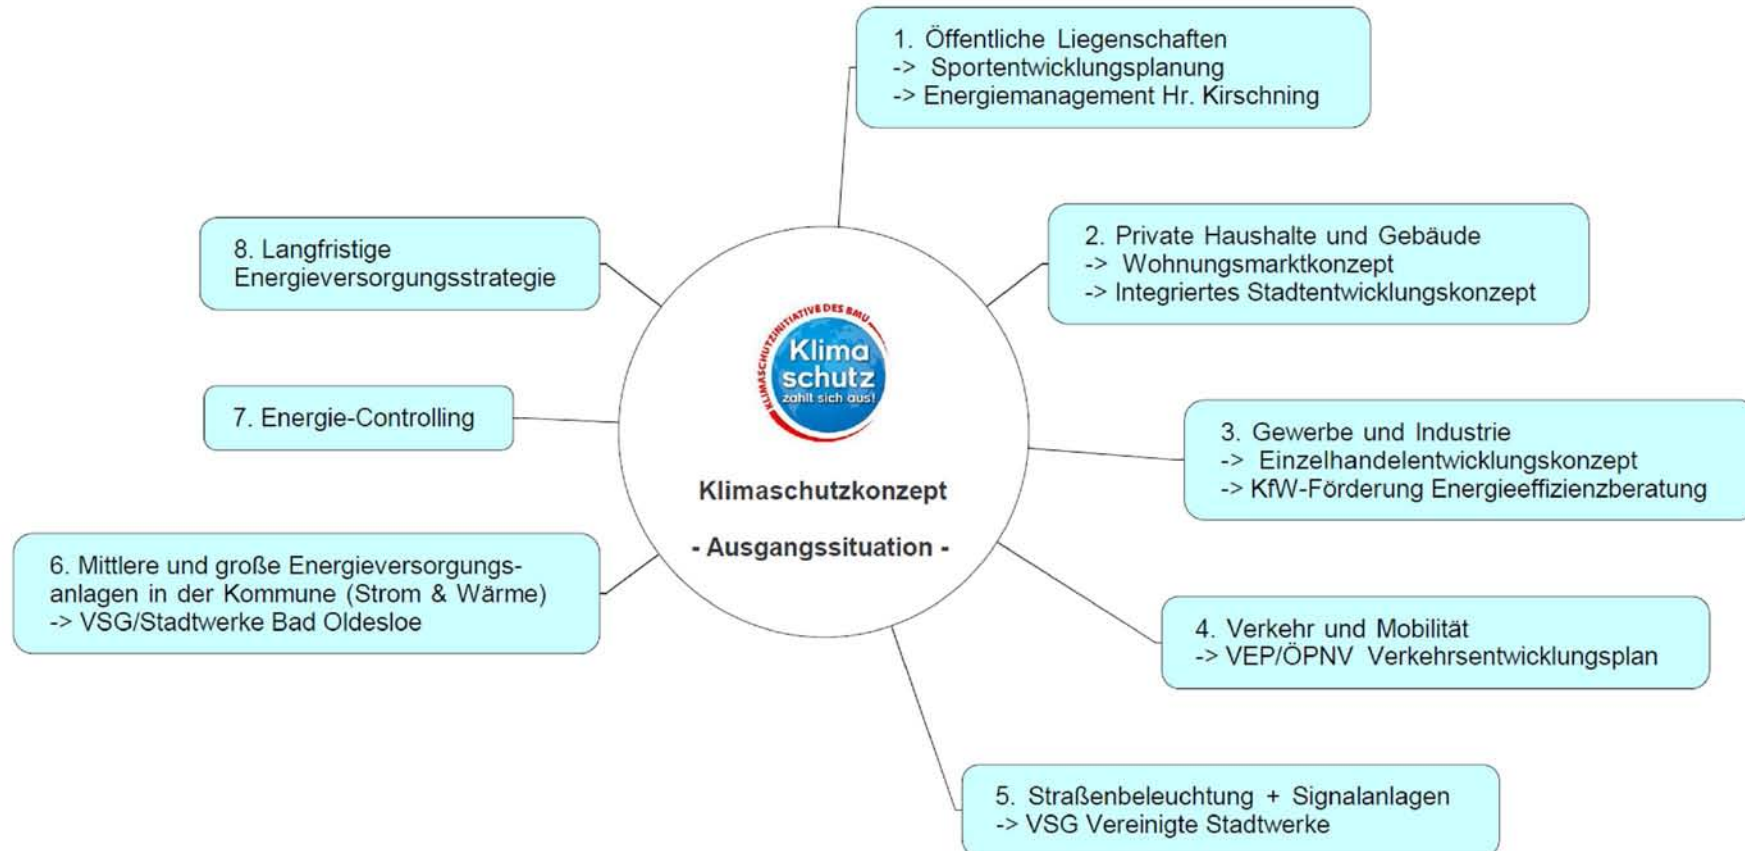 1. Öffentliche Liegenschaften
-> Sportentwicklungsplanung
-> Energiemanagement Hr. Kirschning
2. Private Haushalte und Gebäude
-> Wohnungsmarktkonzept
-> Integriertes Stadtentwicklungskonzept
3. Gewerbe und Industrie
-> Einzelhandelentwicklungskonzept
-> KfW-Förderung Energieeffizienzberatung
4. Verkehr und Mobilität
-> VEP/ÖPNV Verkehrsentwicklungsplan
5. Straßenbeleuchtung + Signalanlagen
-> VSG Vereinigte Stadtwerke
6. Mittlere und große Energieversorgungs-
anlagen in der Kommune (Strom & Wärme)
-> VSG/Stadtwerke Bad Oldesloe
7. Energie-Controlling
8. Langfristige
Energieversorgungsstrategie
KLIMASCHUTZINITIATIVE DES BMU
Klima
schutz
zahlt sich aus!
Klimaschutzkonzept
- Ausgangssituation -